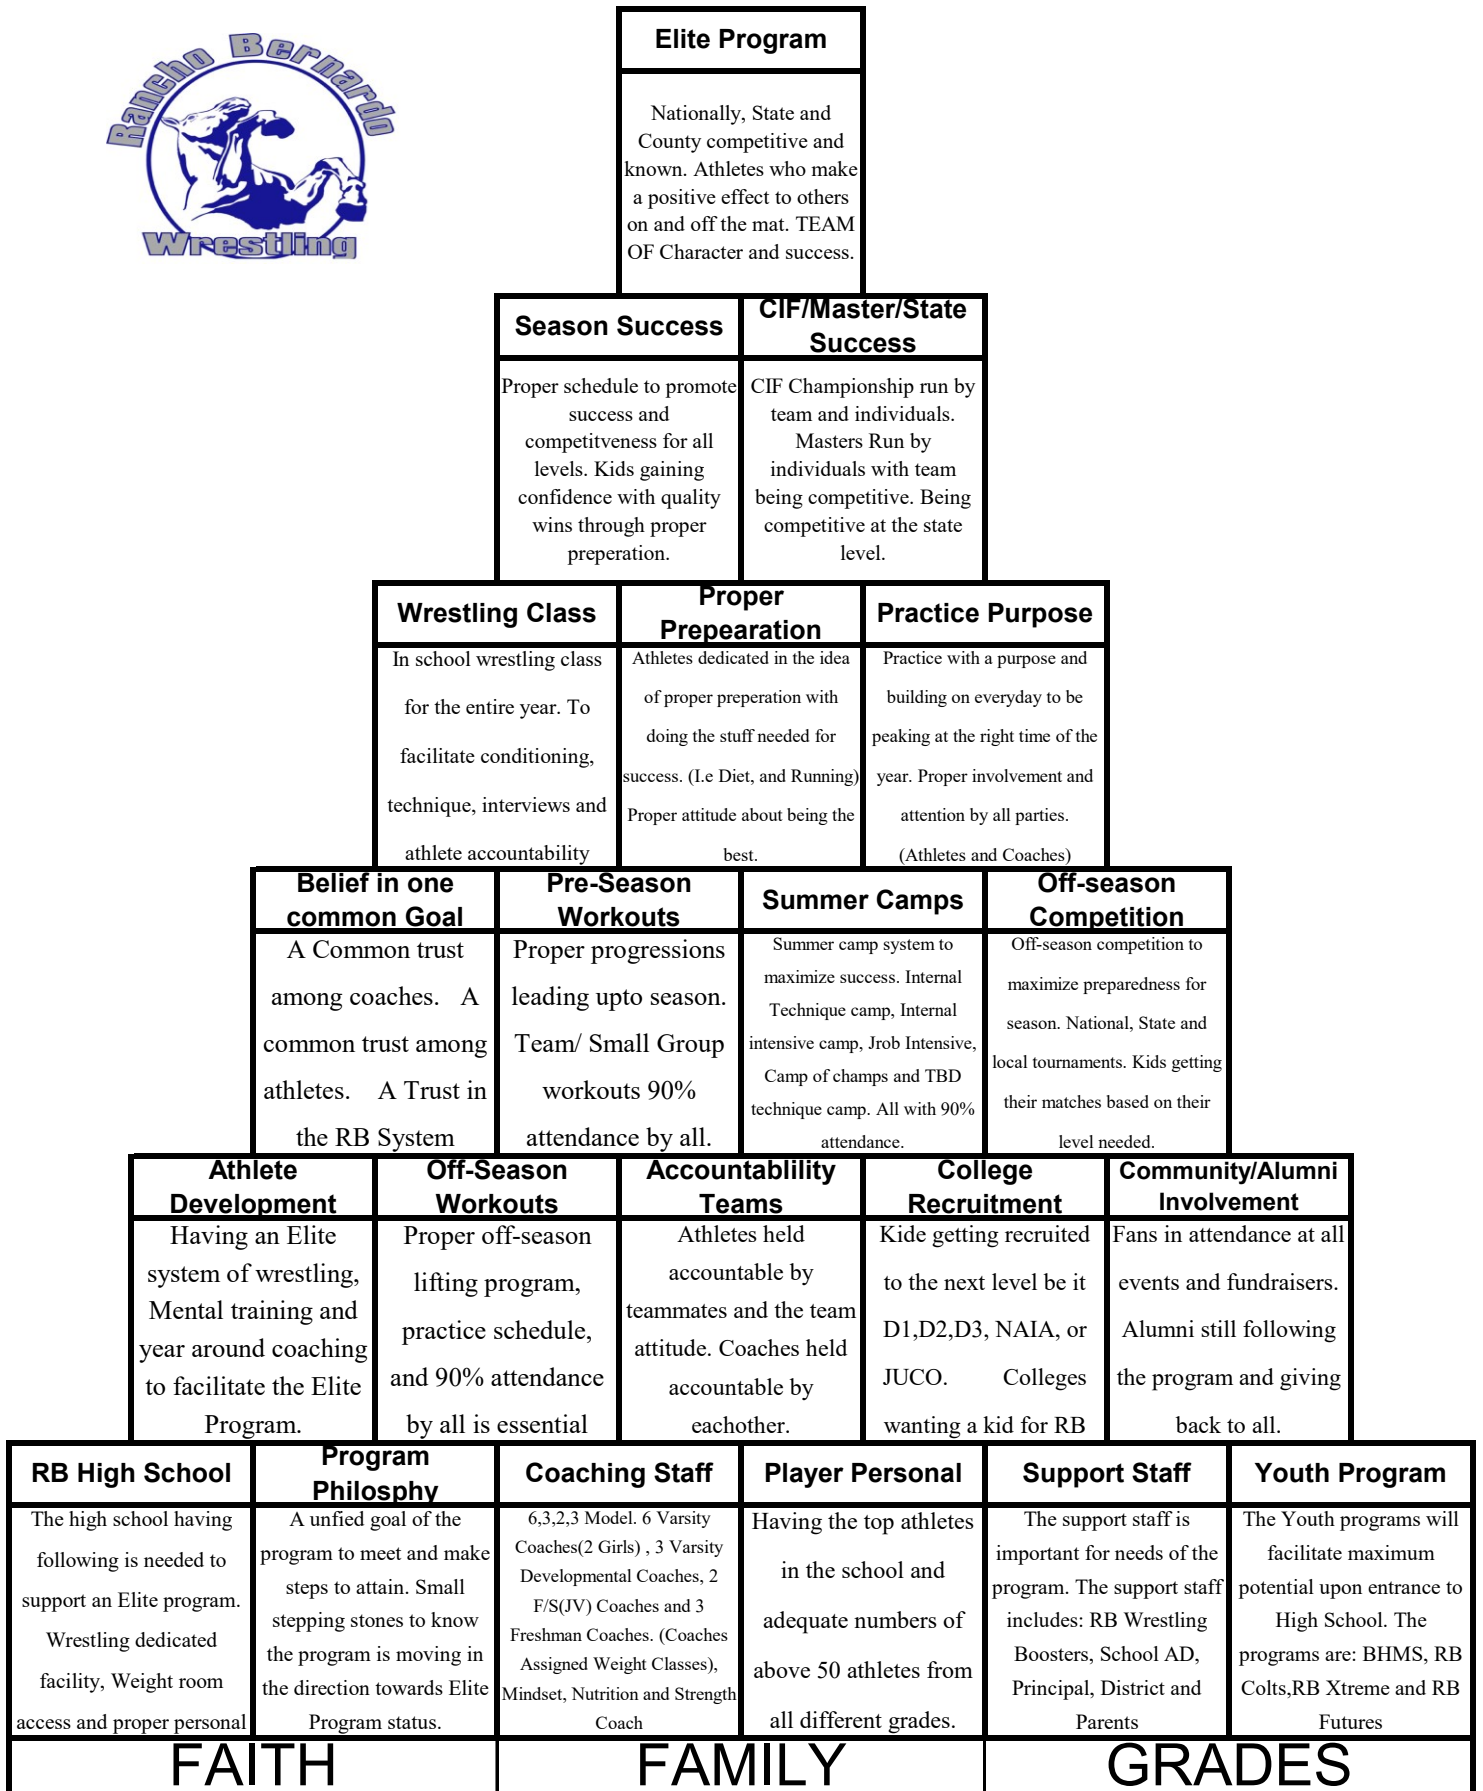 Rancho Bernardo
Wrestling
Elite Program
Nationally, State and
County competitive and
known. Athletes who make
a positive effect to others
on and off the mat. TEAM
OF Character and success.
Season Success
Proper schedule to promote
success and
competitveness for all
levels. Kids gaining
confidence with quality
wins through proper
preperation.
CIF/Master/State
Success
CIF Championship run by
team and individuals.
Masters Run by
individuals with team
being competitive. Being
competitive at the state
level.
Wrestling Class
In school wrestling class
for the entire year. To
facilitate conditioning,
technique, interviews and
athlete accountability
Proper
Prepearation
Athletes dedicated in the idea
of proper preperation with
doing the stuff needed for
success. (I.e Diet, and Running)
Proper attitude about being the
best.
Practice Purpose
Practice with a purpose and
building on everyday to be
peaking at the right time of the
year. Proper involvement and
attention by all parties.
(Athletes and Coaches)
Belief in one
common Goal
A Common trust
among coaches. A
common trust among
athletes. A Trust in
the RB System
Pre-Season
Workouts
Proper progressions
leading upto season.
Team/ Small Group
workouts 90%
attendance by all.
Summer Camps
Summer camp system to
maximize success. Internal
Technique camp, Internal
intensive camp, Jrob Intensive,
Camp of champs and TBD
technique camp. All with 90%
attendance.
Off-season
Competition
Off-season competition to
maximize preparedness for
season. National, State and
local tournaments. Kids getting
their matches based on their
level needed.
Athlete
Development
Having an Elite
system of wrestling,
Mental training and
year around coaching
to facilitate the Elite
Program.
Off-Season
Workouts
Proper off-season
lifting program,
practice schedule,
and 90% attendance
by all is essential
Accountablility
Teams
Athletes held
accountable by
teammates and the team
attitude. Coaches held
accountable by
eachother.
College
Recruitment
Kide getting recruited
to the next level be it
D1,D2,D3, NAIA, or
JUCO. Colleges
wanting a kid for RB
Community/Alumni
Involvement
Fans in attendance at all
events and fundraisers.
Alumni still following
the program and giving
back to all.
RB High School
The high school having
following is needed to
support an Elite program.
Wrestling dedicated
facility, Weight room
access and proper personal
Program
Philosphy
A unfied goal of the
program to meet and make
steps to attain. Small
stepping stones to know
the program is moving in
the direction towards Elite
Program status.
Coaching Staff
6,3,2,3 Model. 6 Varsity
Coaches(2 Girls) , 3 Varsity
Developmental Coaches, 2
F/S(JV) Coaches and 3
Freshman Coaches. (Coaches
Assigned Weight Classes),
Mindset, Nutrition and Strength
Coach
Player Personal
Having the top athletes
in the school and
adequate numbers of
above 50 athletes from
all different grades.
Support Staff
The support staff is
important for needs of the
program. The support staff
includes: RB Wrestling
Boosters, School AD,
Principal, District and
Parents
Youth Program
The Youth programs will
facilitate maximum
potential upon entrance to
High School. The
programs are: BHMS, RB
Colts,RB Xtreme and RB
Futures
FAITH
FAMILY
GRADES